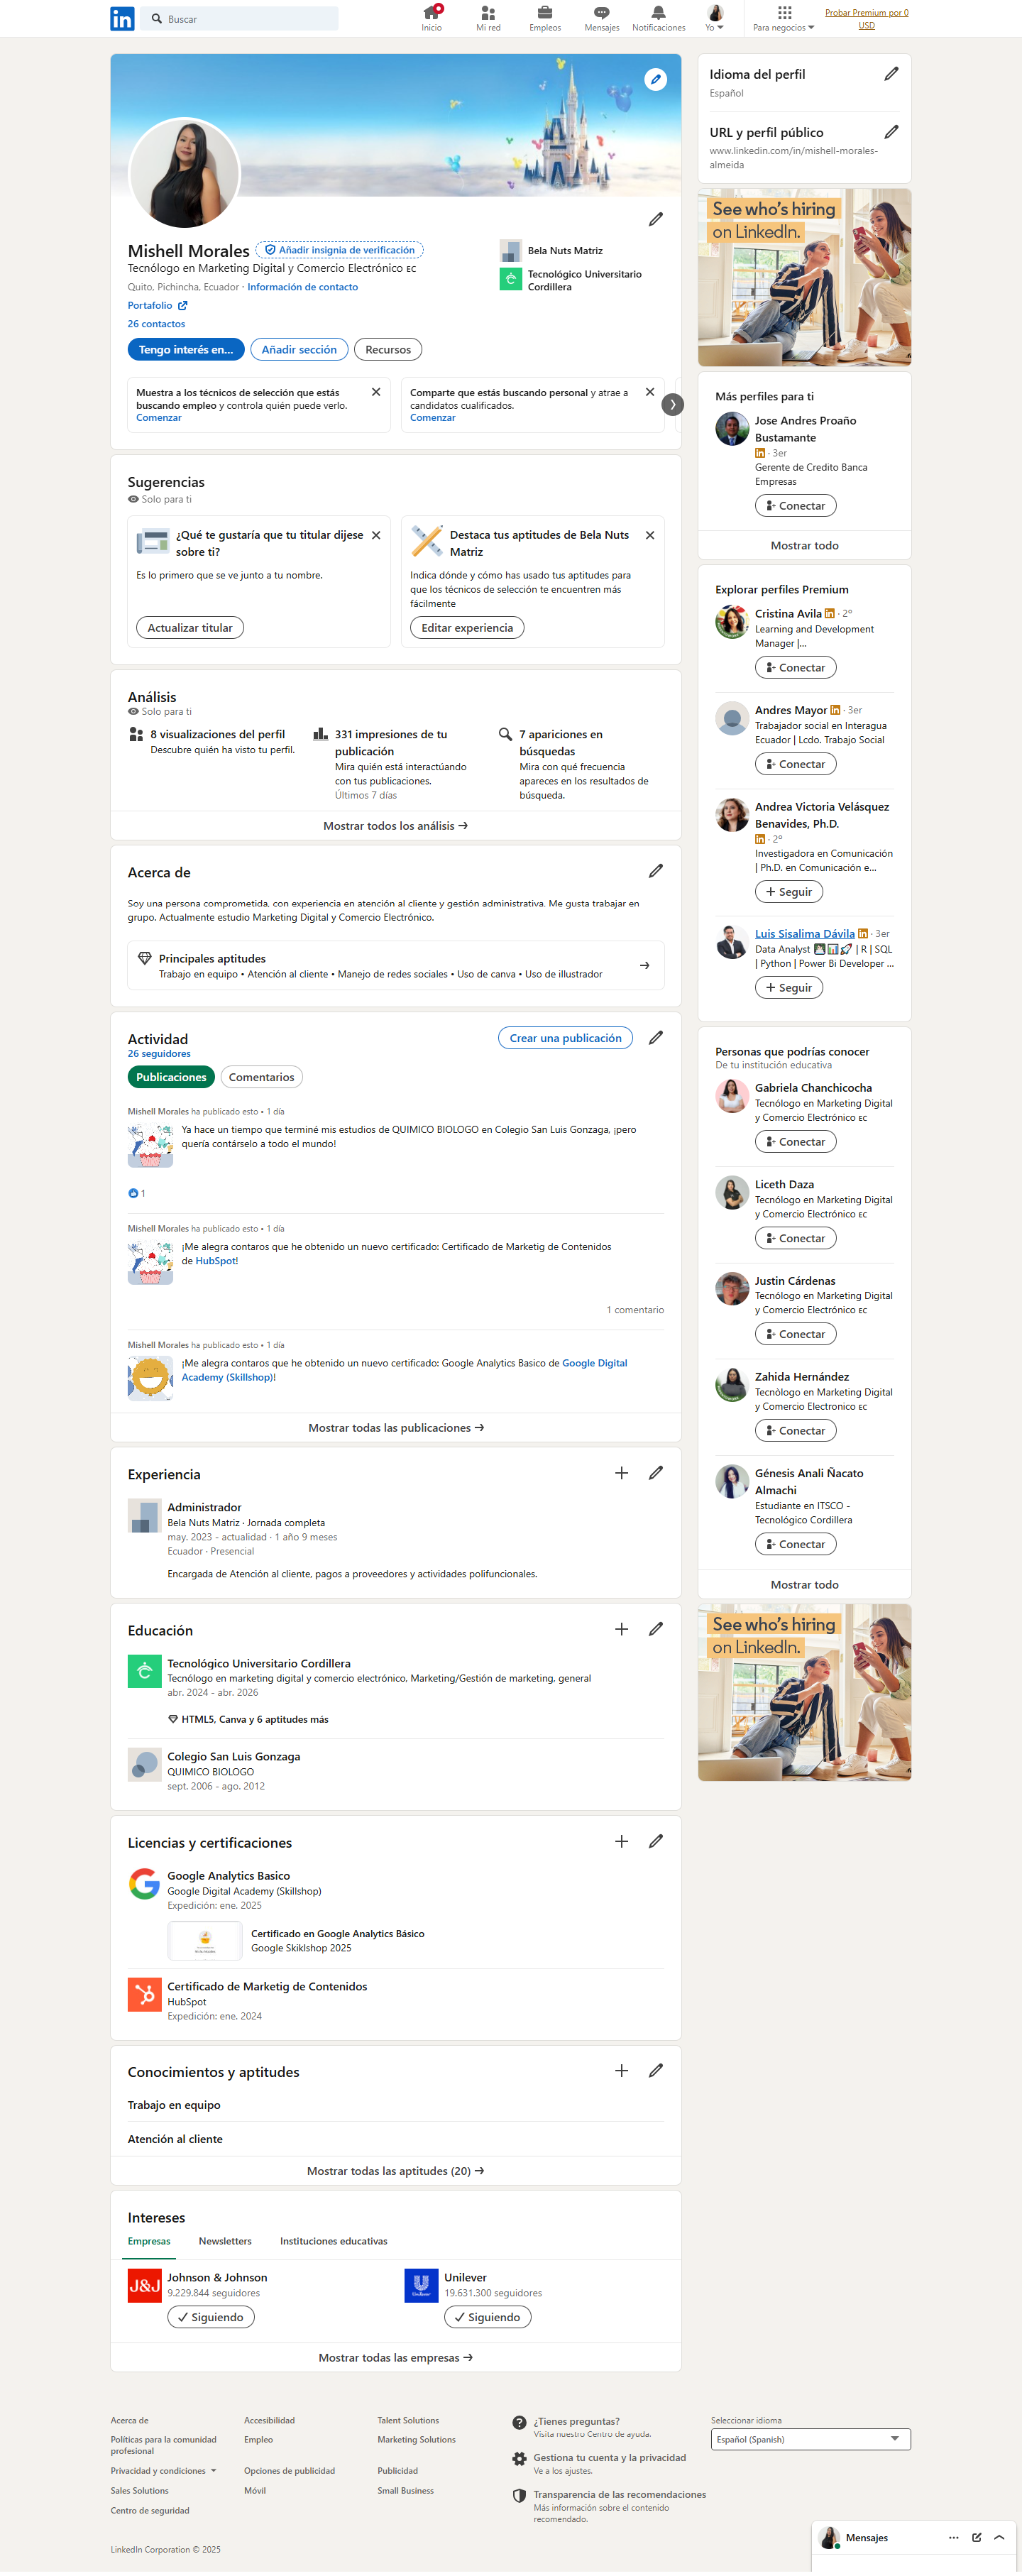 Buscar
Inicio
Mi red
Empleos
Mensajes
Notificaciones
Yo
Para negocios
Probar Premium por 0
USD
Mishell Morales
Añadir insignia de verificación
Tecnólogo en Marketing Digital y Comercio Electrónico EC
Quito, Pichincha, Ecuador · Información de contacto
Portafolio
26 contactos
Bela Nuts Matriz
Tecnológico Universitario
Cordillera
Tengo interés en...
Añadir sección
Recursos
Muestra a los técnicos de selección que estás
buscando empleo y controla quién puede verlo.
Comenzar
Comparte que estás buscando personal y atrae a
candidatos cualificados.
Comenzar
Sugerencias
Solo para ti
¿Qué te gustaría que tu titular dijese
sobre ti?
Es lo primero que se ve junto a tu nombre.
Actualizar titular
Destaca tus aptitudes de Bela Nuts
Matriz
Indica dónde y cómo has usado tus aptitudes para
que los técnicos de selección te encuentren más
fácilmente
Editar experiencia
Análisis
Solo para ti
8 visualizaciones del perfil
Descubre quién ha visto tu perfil.
331 impresiones de tu
publicación
Mira quién está interactuando
con tus publicaciones.
Últimos 7 días
7 apariciones en
búsquedas
Mira con qué frecuencia
apareces en los resultados de
búsqueda.
Mostrar todos los análisis →
Acerca de
Soy una persona comprometida, con experiencia en atención al cliente y gestión administrativa. Me gusta trabajar en
grupo. Actualmente estudio Marketing Digital y Comercio Electrónico.
Principales aptitudes
Trabajo en equipo • Atención al cliente • Manejo de redes sociales • Uso de canva • Uso de illustrador
Actividad
26 seguidores
Crear una publicación
Publicaciones
Comentarios
Mishell Morales ha publicado esto • 1 día
Ya hace un tiempo que terminé mis estudios de QUIMICO BIOLOGO en Colegio San Luis Gonzaga, ¡pero
quería contárselo a todo el mundo!
1
Mishell Morales ha publicado esto • 1 día
¡Me alegra contaros que he obtenido un nuevo certificado: Certificado de Marketig de Contenidos
de HubSpot!
1 comentario
Mishell Morales ha publicado esto • 1 día
¡Me alegra contaros que he obtenido un nuevo certificado: Google Analytics Basico de Google Digital
Academy (Skillshop)!
Mostrar todas las publicaciones →
Experiencia
Administrador
Bela Nuts Matriz · Jornada completa
may. 2023 - actualidad · 1 año 9 meses
Ecuador · Presencial
Encargada de Atención al cliente, pagos a proveedores y actividades polifuncionales.
Educación
Tecnológico Universitario Cordillera
Tecnólogo en marketing digital y comercio electrónico, Marketing/Gestión de marketing, general
abr. 2024 - abr. 2026
HTML5, Canva y 6 aptitudes más
Colegio San Luis Gonzaga
QUIMICO BIOLOGO
sept. 2006 - ago. 2012
Licencias y certificaciones
Google Analytics Basico
Google Digital Academy (Skillshop)
Expedición: ene. 2025
Certificado en Google Analytics Básico
Google Skiklshop 2025
Certificado de Marketig de Contenidos
HubSpot
Expedición: ene. 2024
Conocimientos y aptitudes
Trabajo en equipo
Atención al cliente
Mostrar todas las aptitudes (20) →
Intereses
Empresas
Newsletters
Instituciones educativas
J&J
Johnson & Johnson
9.229.844 seguidores
Siguiendo
Unilever
Unilever
19.631.300 seguidores
Siguiendo
Mostrar todas las empresas →
Idioma del perfil
Español
URL y perfil público
www.linkedin.com/in/mishell-morales-
almeida
See who's hiring
on LinkedIn.
Más perfiles para ti
Jose Andres Proaño
Bustamante
in · 3er
Gerente de Credito Banca
Empresas
Conectar
Mostrar todo
Explorar perfiles Premium
Cristina Avila in · 2º
Learning and Development
Manager |...
Conectar
Andres Mayor in · 3er
Trabajador social en Interagua
Ecuador | Lcdo. Trabajo Social
Conectar
Andrea Victoria Velásquez
Benavides, Ph.D.
in · 2º
Investigadora en Comunicación
| Ph.D. en Comunicación e...
Seguir
Luis Sisalima Dávila in · 3er
Data Analyst | R | SQL
| Python | Power Bi Developer ...
Seguir
Personas que podrías conocer
De tu institución educativa
Gabriela Chanchicocha
Tecnólogo en Marketing Digital
y Comercio Electrónico EC
Conectar
Liceth Daza
Tecnólogo en Marketing Digital
y Comercio Electrónico EC
Conectar
Justin Cárdenas
Tecnólogo en Marketing Digital
y Comercio Electrónico EC
Conectar
Zahida Hernández
Tecnòlogo en Marketing Digital
y Comercio Electronico EC
Conectar
Génesis Anali Ñacato
Almachi
Estudiante en ITSCO -
Tecnológico Cordillera
Conectar
Mostrar todo
See who's hiring
on LinkedIn.
Acerca de
Accesibilidad
Talent Solutions
Políticas para la comunidad
profesional
Empleo
Marketing Solutions
Privacidad y condiciones
Opciones de publicidad
Publicidad
Sales Solutions
Móvil
Small Business
Centro de seguridad
¿Tienes preguntas?
Visita nuestro Centro de ayuda.
Gestiona tu cuenta y la privacidad
Ve a los ajustes.
Transparencia de las recomendaciones
Más información sobre el contenido
recomendado.
Seleccionar idioma
Español (Spanish)
LinkedIn Corporation © 2025
Mensajes